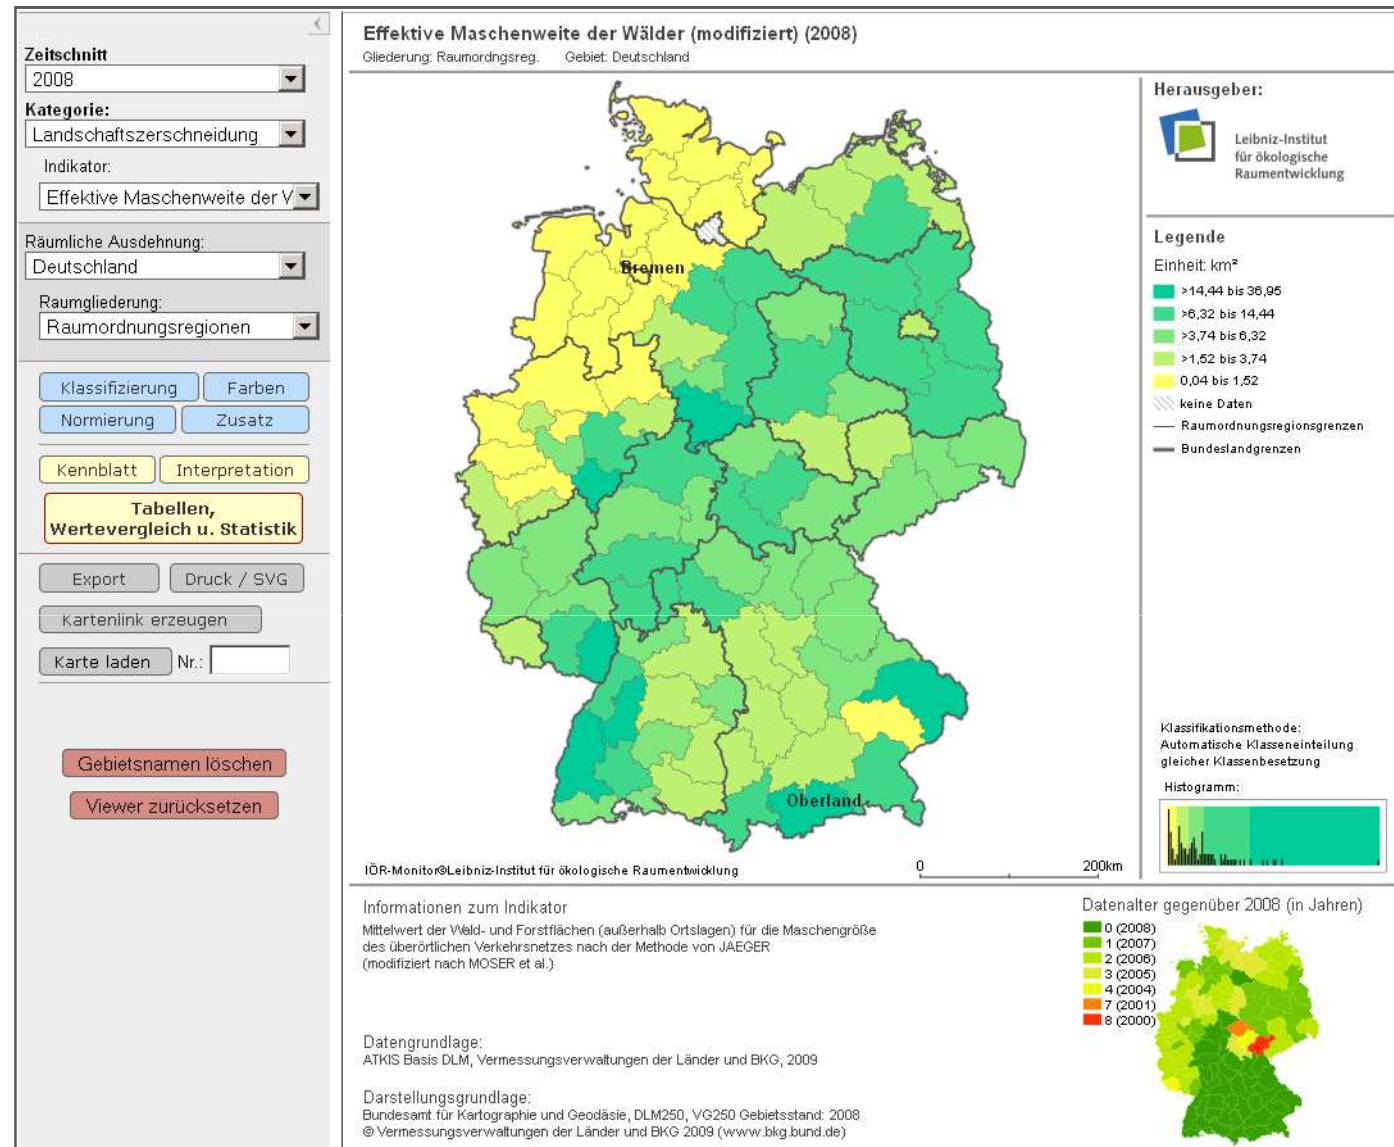 Zeitschnitt
2008
Kategorie:
Landschaftszerschneidung
Indikator:
Effektive Maschenweite der V
Räumliche Ausdehnung:
Deutschland
Raumgliederung:
Raumordnungsregionen
Klassifizierung Farben
Normierung Zusatz
Kennblatt Interpretation
Tabellen,
Wertevergleich u. Statistik
Export Druck / SVG
Kartenlink erzeugen
Karte laden Nr.:
Gebietsnamen löschen
Viewer zurücksetzen
Effektive Maschenweite der Wälder (modifiziert) (2008)
Gliederung: Raumordngsreg. Gebiet: Deutschland
Bremen
Oberland
IÖR-Monitor©Leibniz-Institut für ökologische Raumentwicklung
0 200km
Herausgeber:
Leibniz-Institut
für ökologische
Raumentwicklung
Legende
Einheit: km²
>14,44 bis 36,95
>6,32 bis 14,44
>3,74 bis 6,32
>1,52 bis 3,74
0,04 bis 1,52
keine Daten
Raumordnungsregionsgrenzen
Bundeslandgrenzen
Klassifikationsmethode:
Automatische Klasseneinteilung
gleicher Klassenbesetzung
Histogramm:
Informationen zum Indikator
Mittelwert der Wald- und Forstflächen (außerhalb Ortslagen) für die Maschengröße
des überörtlichen Verkehrsnetzes nach der Methode von JAEGER
(modifiziert nach MOSER et al.)
Datengrundlage:
ATKIS Basis DLM, Vermessungsverwaltungen der Länder und BKG, 2009
Darstellungsgrundlage:
Bundesamt für Kartographie und Geodäsie, DLM250, VG250 Gebietsstand: 2008
© Vermessungsverwaltungen der Länder und BKG 2009 (www.bkg.bund.de)
Datenalter gegenüber 2008 (in Jahren)
0 (2008)
1 (2007)
2 (2006)
3 (2005)
4 (2004)
7 (2001)
8 (2000)